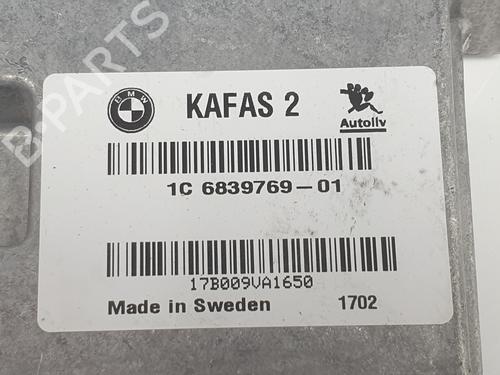 B-PARTS
BMW
KAFAS 2
Autoliv
1C 6839769-01
17B009VA1650
Made in Sweden 1702